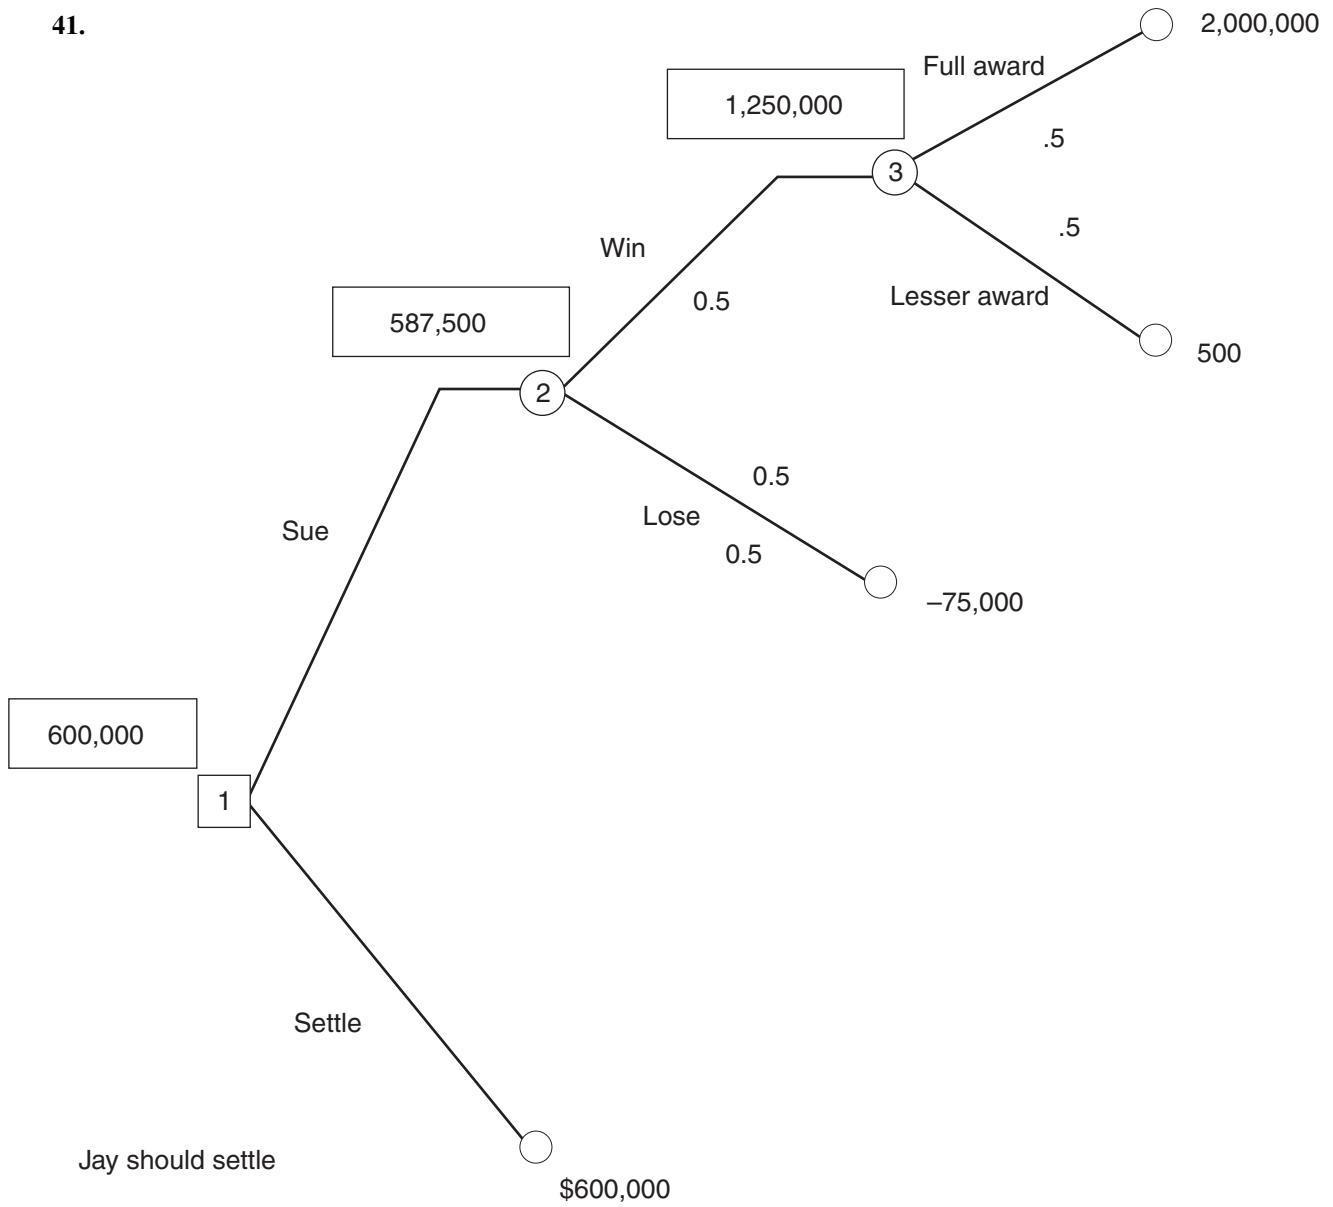 41.
2,000,000
Full award
1,250,000
.5
3
.5
Win
Lesser award
0.5
587,500
500
2
0.5
Lose
Sue
0.5
–75,000
600,000
1
Settle
Jay should settle
$600,000